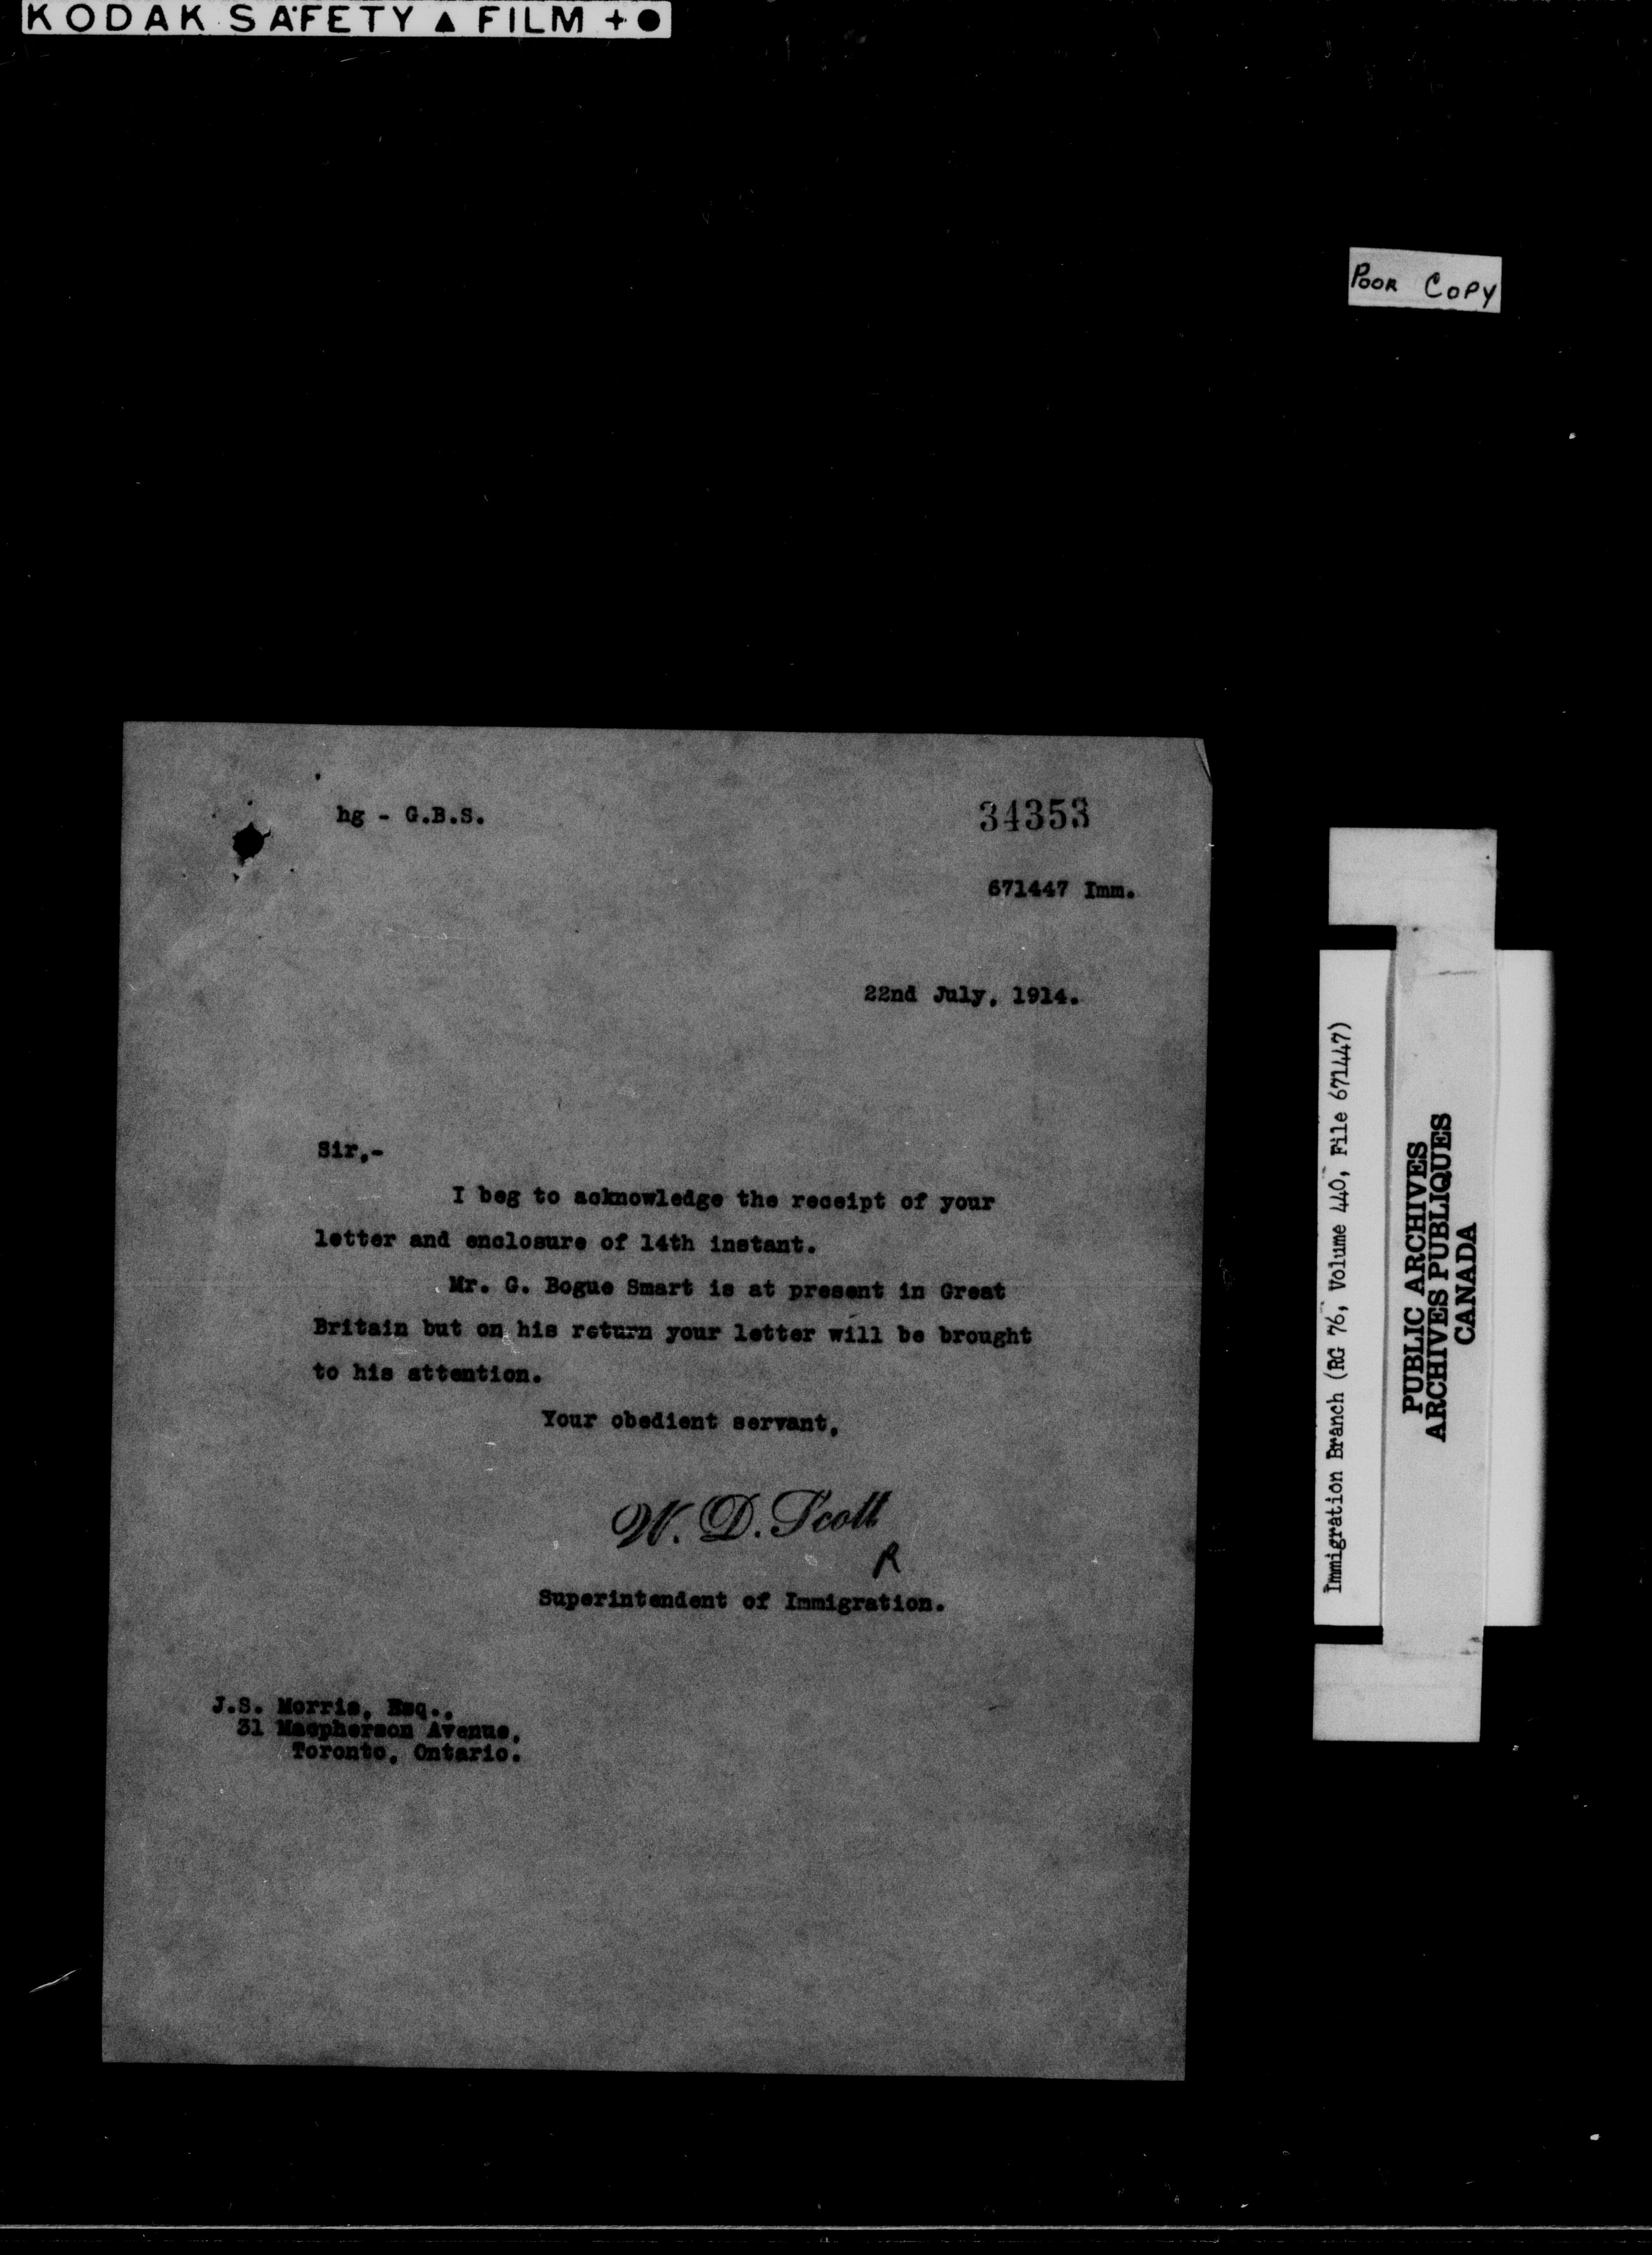 KODAK SAFETY ▲ FILM + ●
POOR COPY
hg - G.B.S.
34353
671447 Imm.
22nd July, 1914.
Sir,-
I beg to acknowledge the receipt of your
letter and enclosure of 14th instant.
Mr. G. Bogue Smart is at present in Great
Britain but on his return your letter will be brought
to his attention.
Your obedient servant,
W. D. Scott
R
Superintendent of Immigration.
J.S. Morris, Esq.,
31 Macpherson Avenue,
Toronto, Ontario.
Immigration Branch (RG 76, Volume 440, File 671447)
PUBLIC ARCHIVES
ARCHIVES PUBLIQUES
CANADA